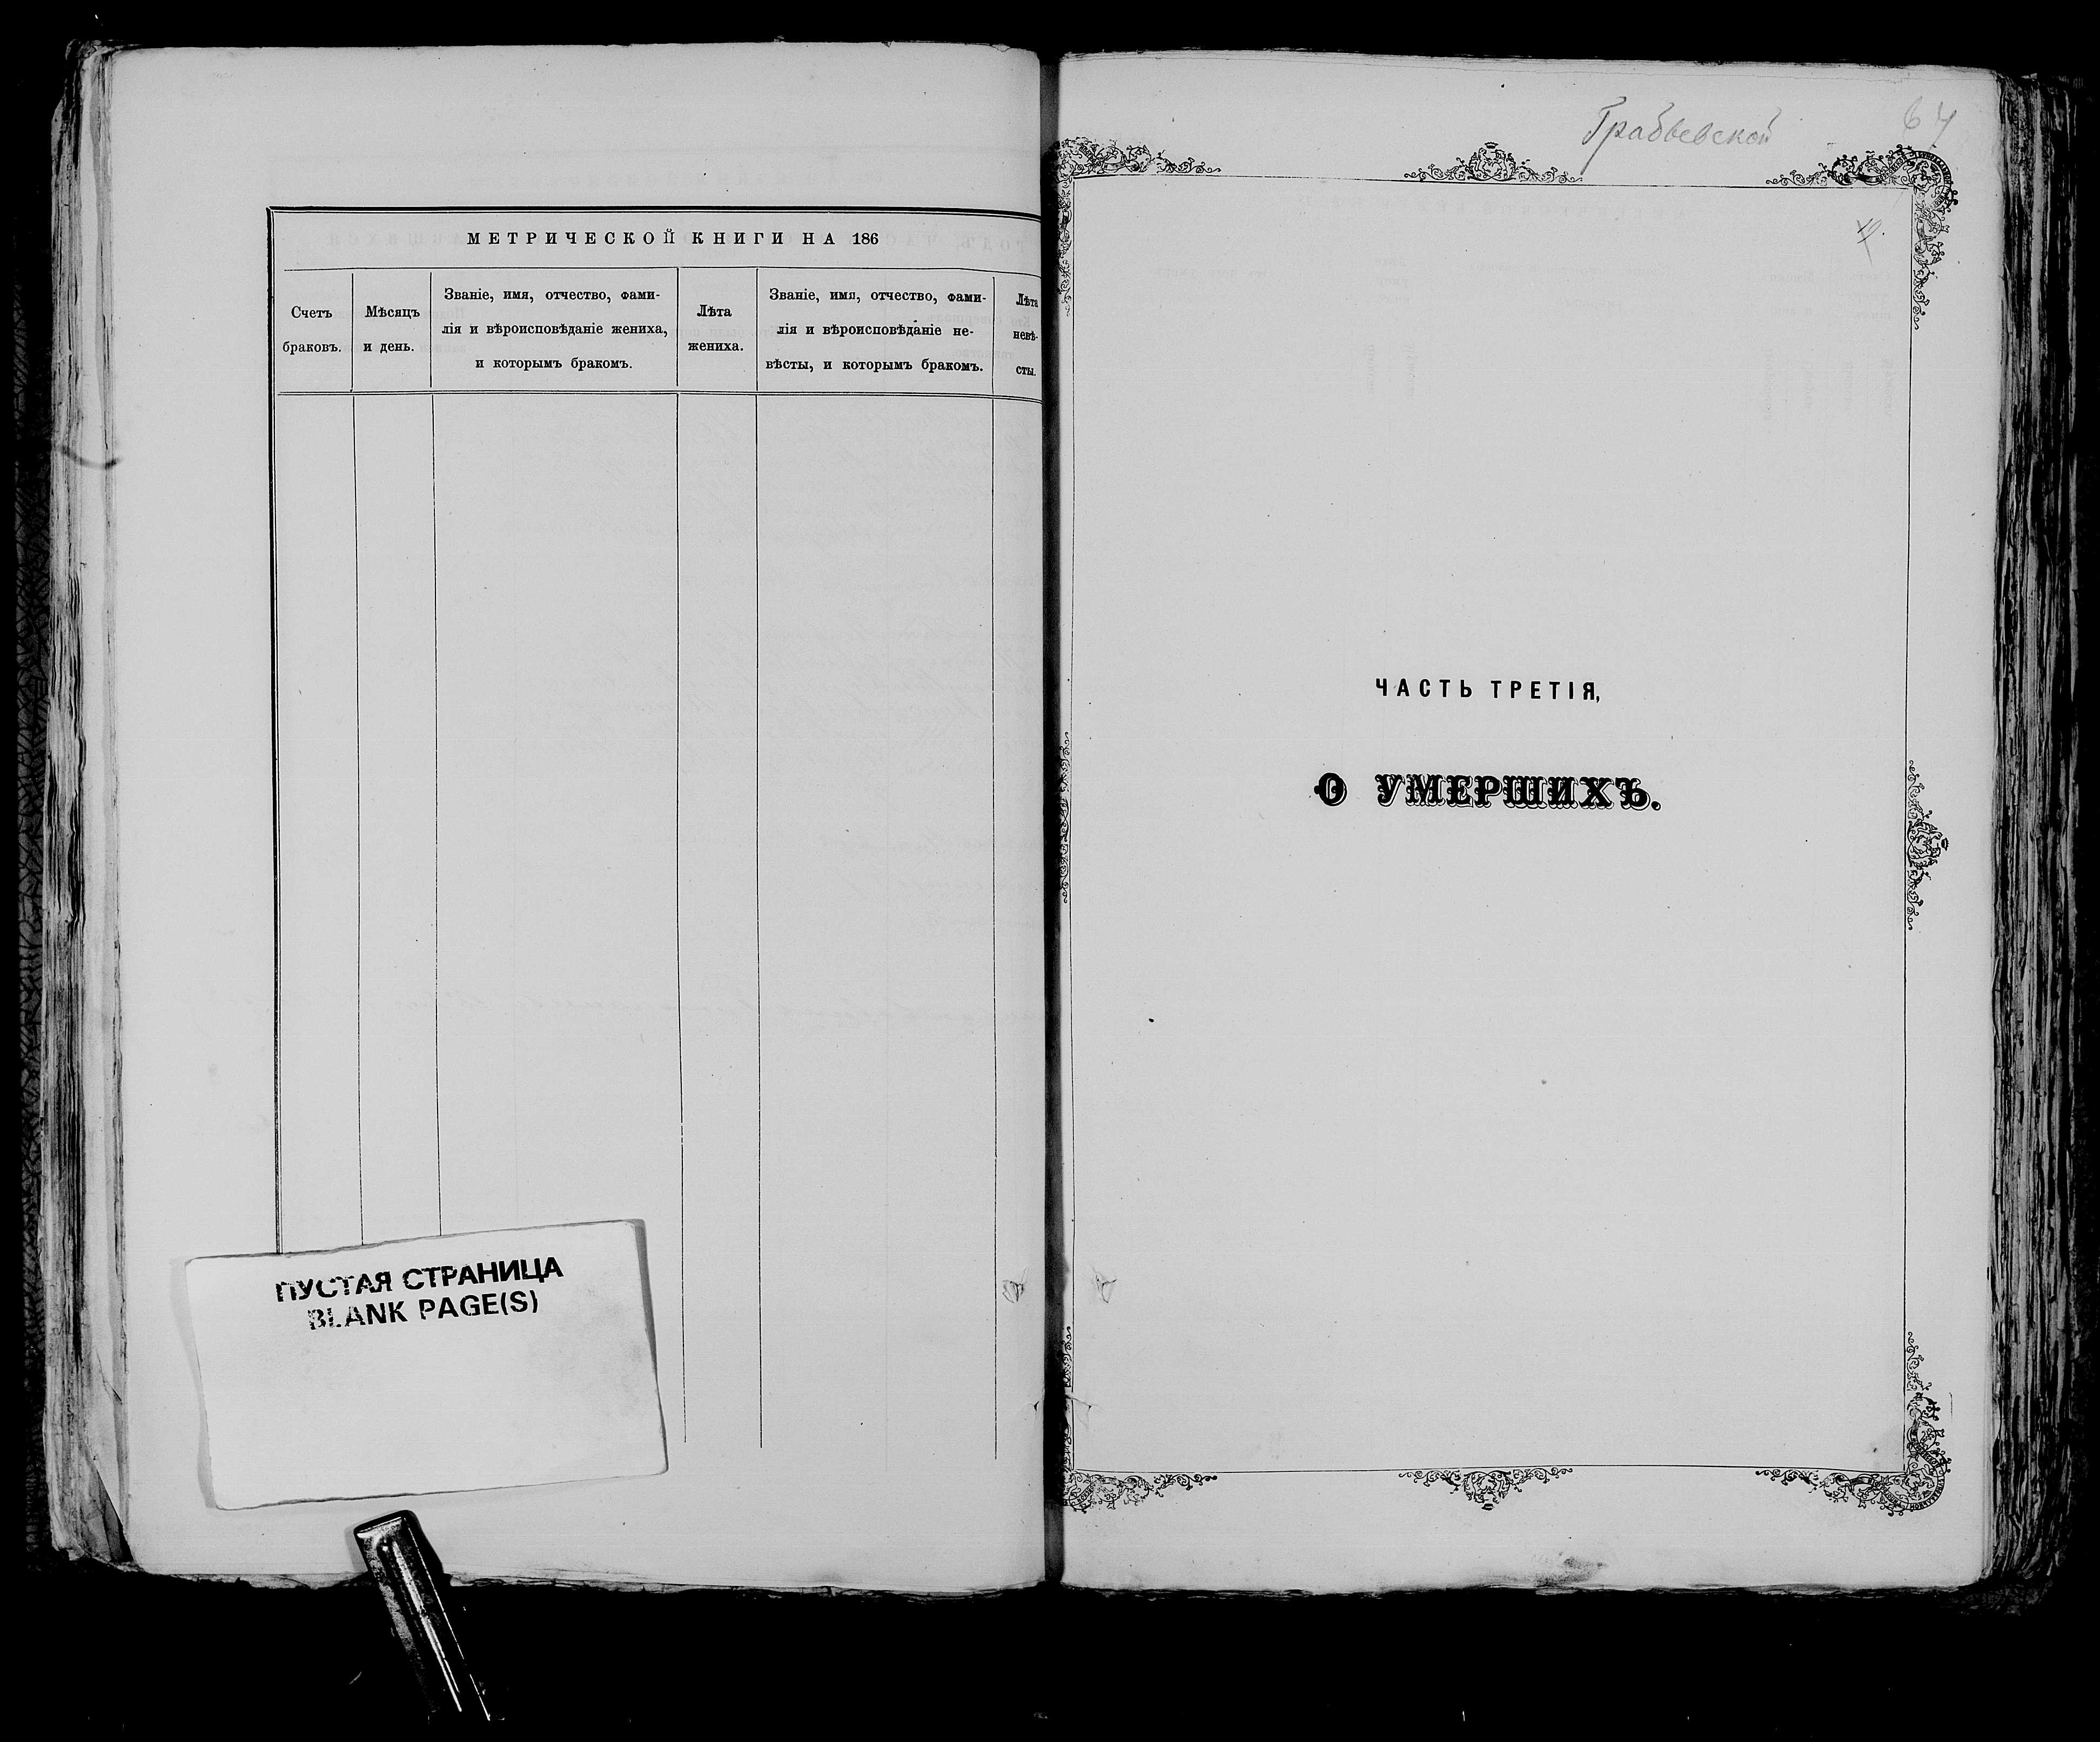 МЕТРИЧЕСКОЙ КНИГИ НА 186
Счетъ
браковъ.
Мѣсяцъ
и день.
Званіе, имя, отчество, фами-
лія и вѣроисповѣданіе жениха,
и которымъ бракомъ.
Лѣта
жениха.
Званіе, имя, отчество, фами-
лія и вѣроисповѣданіе не-
вѣсты, и которымъ бракомъ.
Лѣта
невѣ-
сты.
ПУСТАЯ СТРАНИЦА
BLANK PAGE(S)
67
ЧАСТЬ ТРЕТІЯ,
О УМЕРШИХЪ.